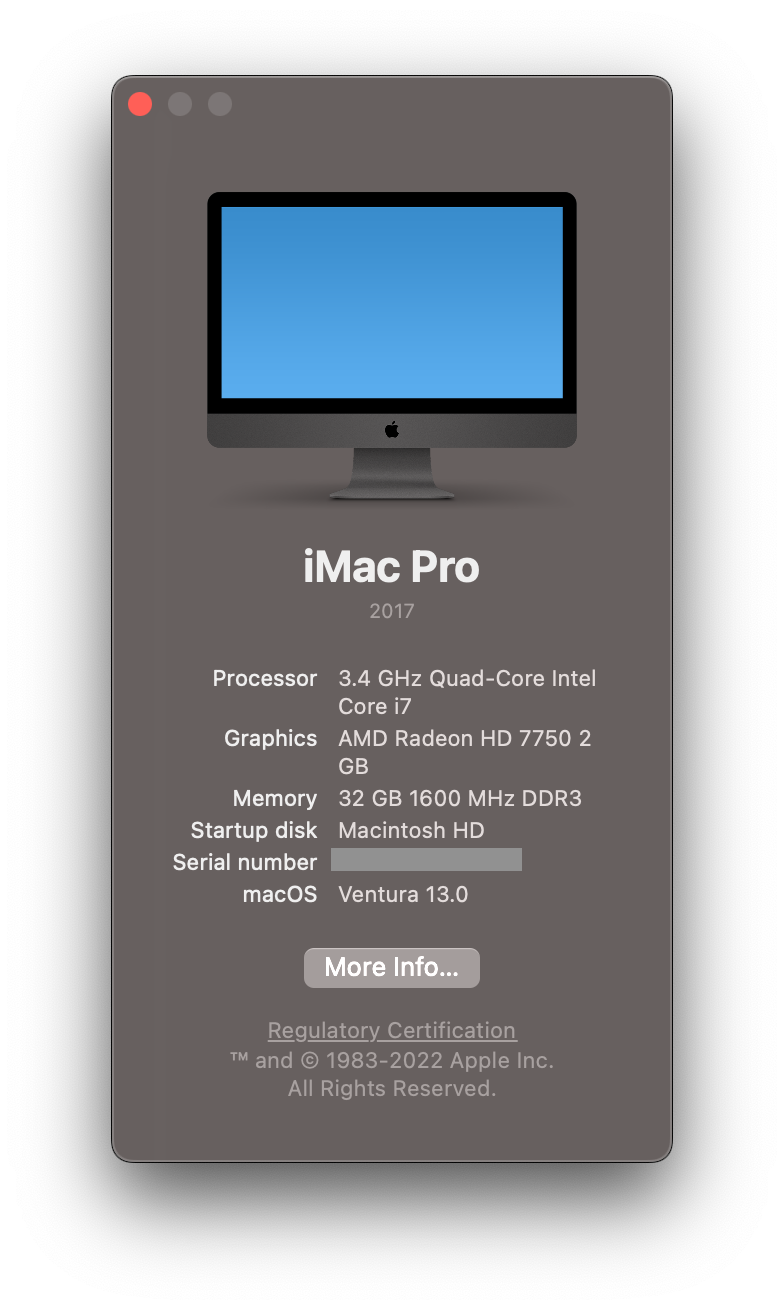 iMac Pro
2017
Processor 3.4 GHz Quad-Core Intel
Core i7
Graphics AMD Radeon HD 7750 2
GB
Memory 32 GB 1600 MHz DDR3
Startup disk Macintosh HD
Serial number
macOS Ventura 13.0
More Info...
Regulatory Certification
™ and © 1983-2022 Apple Inc.
All Rights Reserved.